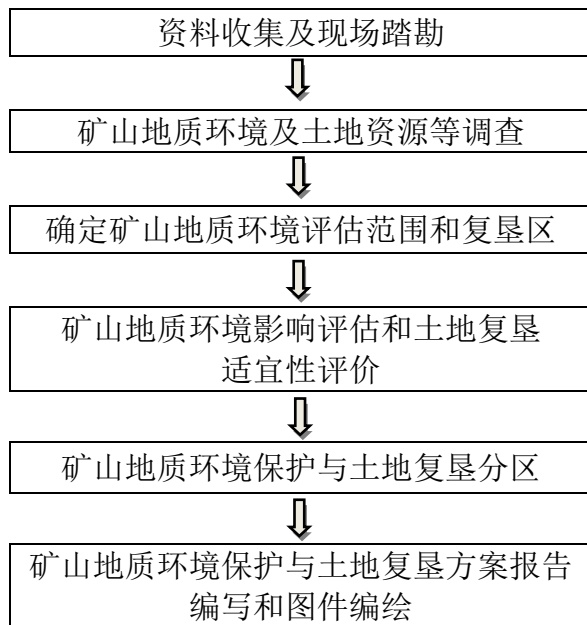 资料收集及现场踏勘
矿山地质环境及土地资源等调查
确定矿山地质环境评估范围和复垦区
矿山地质环境影响评估和土地复垦
适宜性评价
矿山地质环境保护与土地复垦分区
矿山地质环境保护与土地复垦方案报告
编写和图件编绘